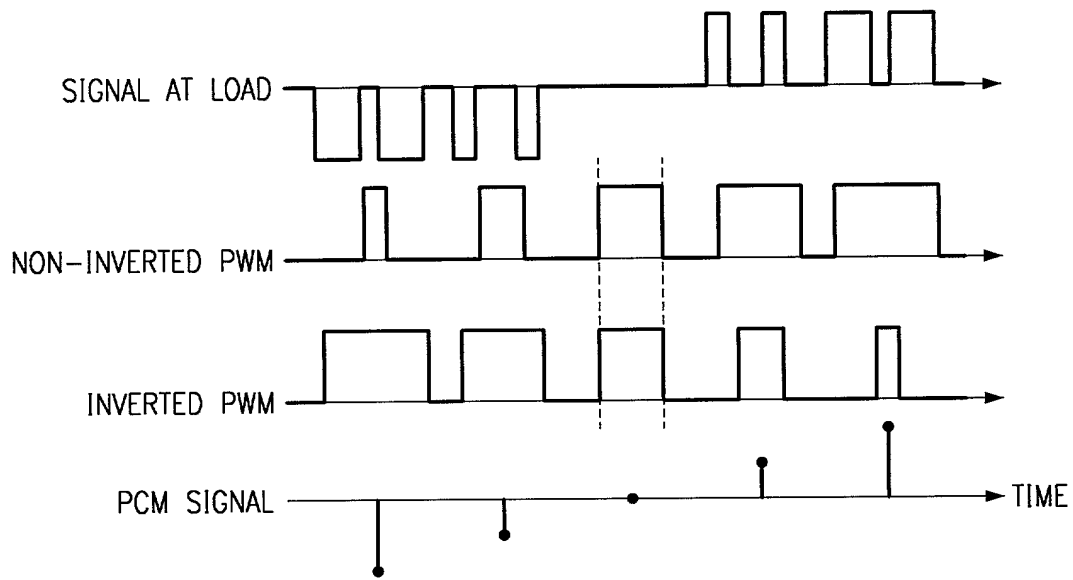 SIGNAL AT LOAD
NON-INVERTED PWM
INVERTED PWM
PCM SIGNAL
TIME